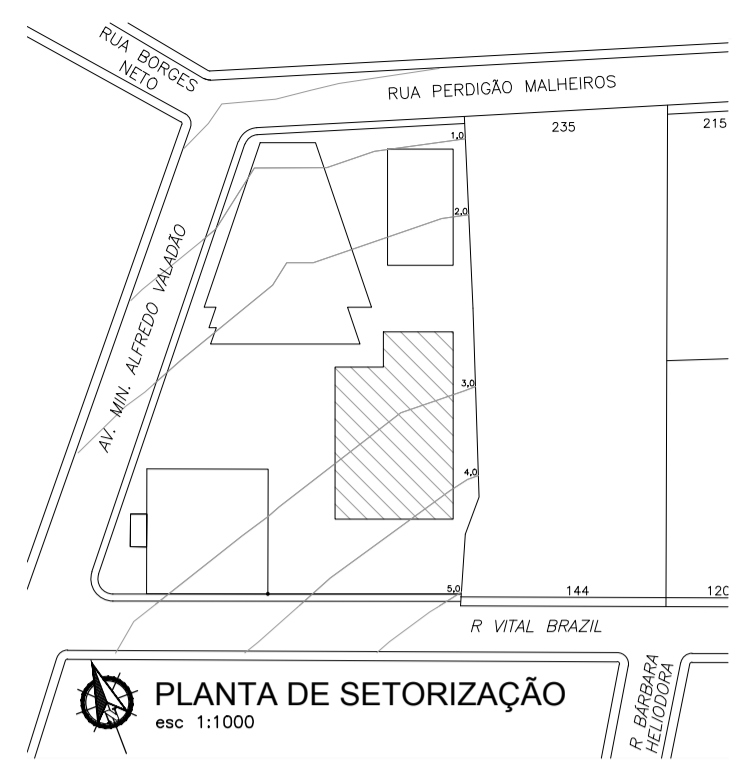 RUA BORGES
NETO
RUA PERDIGÃO MALHEIROS
235
215
1,0
2,0
AV. MIN. ALFREDO VALADÃO
3,0
4,0
5,0
144
120
R VITAL BRAZIL
R BÁRBARA
HELIODORA
PLANTA DE SETORIZAÇÃO
esc 1:1000